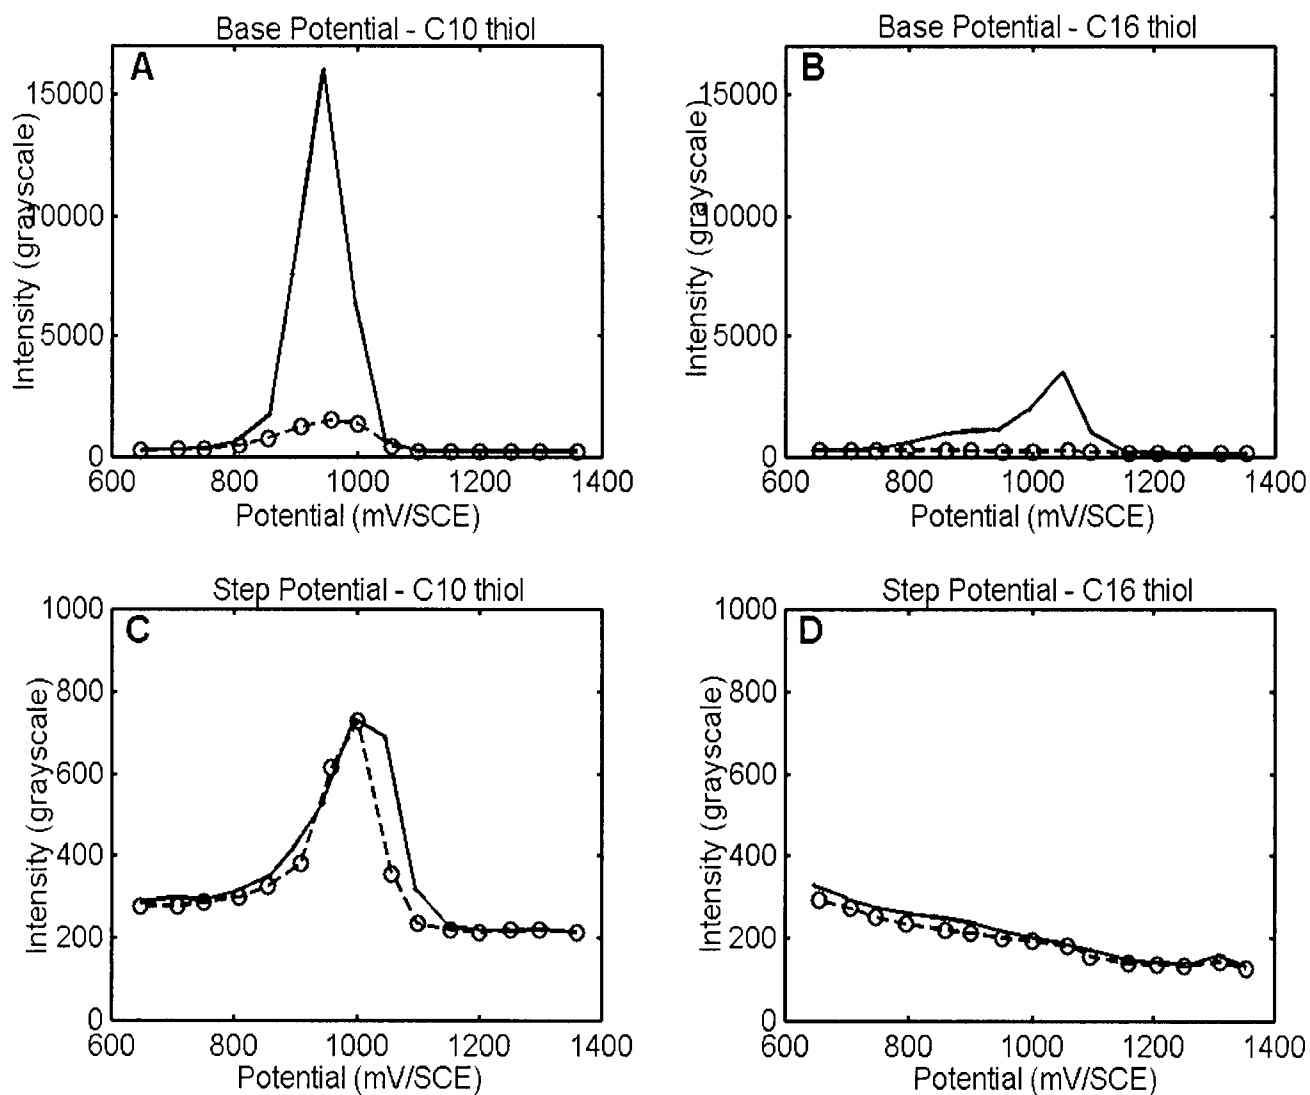 Base Potential - C10 thiol
A
15000
10000
5000
0
Intensity (grayscale)
600 800 1000 1200 1400
Potential (mV/SCE)
Base Potential - C16 thiol
B
15000
10000
5000
0
Intensity (grayscale)
600 800 1000 1200 1400
Potential (mV/SCE)
Step Potential - C10 thiol
C
1000
800
600
400
200
0
Intensity (grayscale)
600 800 1000 1200 1400
Potential (mV/SCE)
Step Potential - C16 thiol
D
1000
800
600
400
200
0
Intensity (grayscale)
600 800 1000 1200 1400
Potential (mV/SCE)